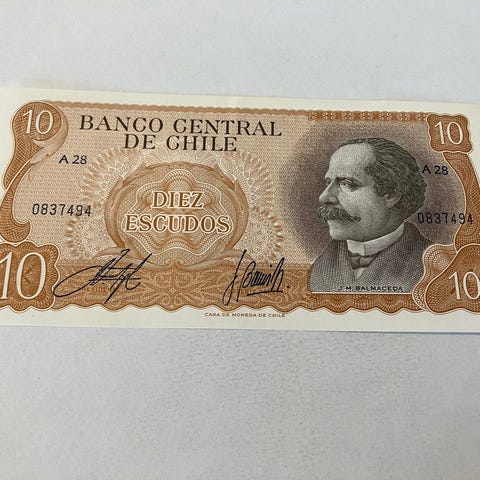 10
BANCO CENTRAL
DE CHILE
10
A 28
A 28
0837494
DIEZ
ESCUDOS
0837494
10
10
J. M. BALMACEDA
CASA DE MONEDA DE CHILE